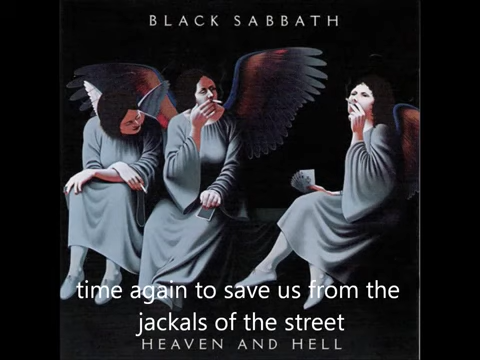 BLACK SABBATH
time again to save us from the
jackals of the street
HEAVEN AND HELL